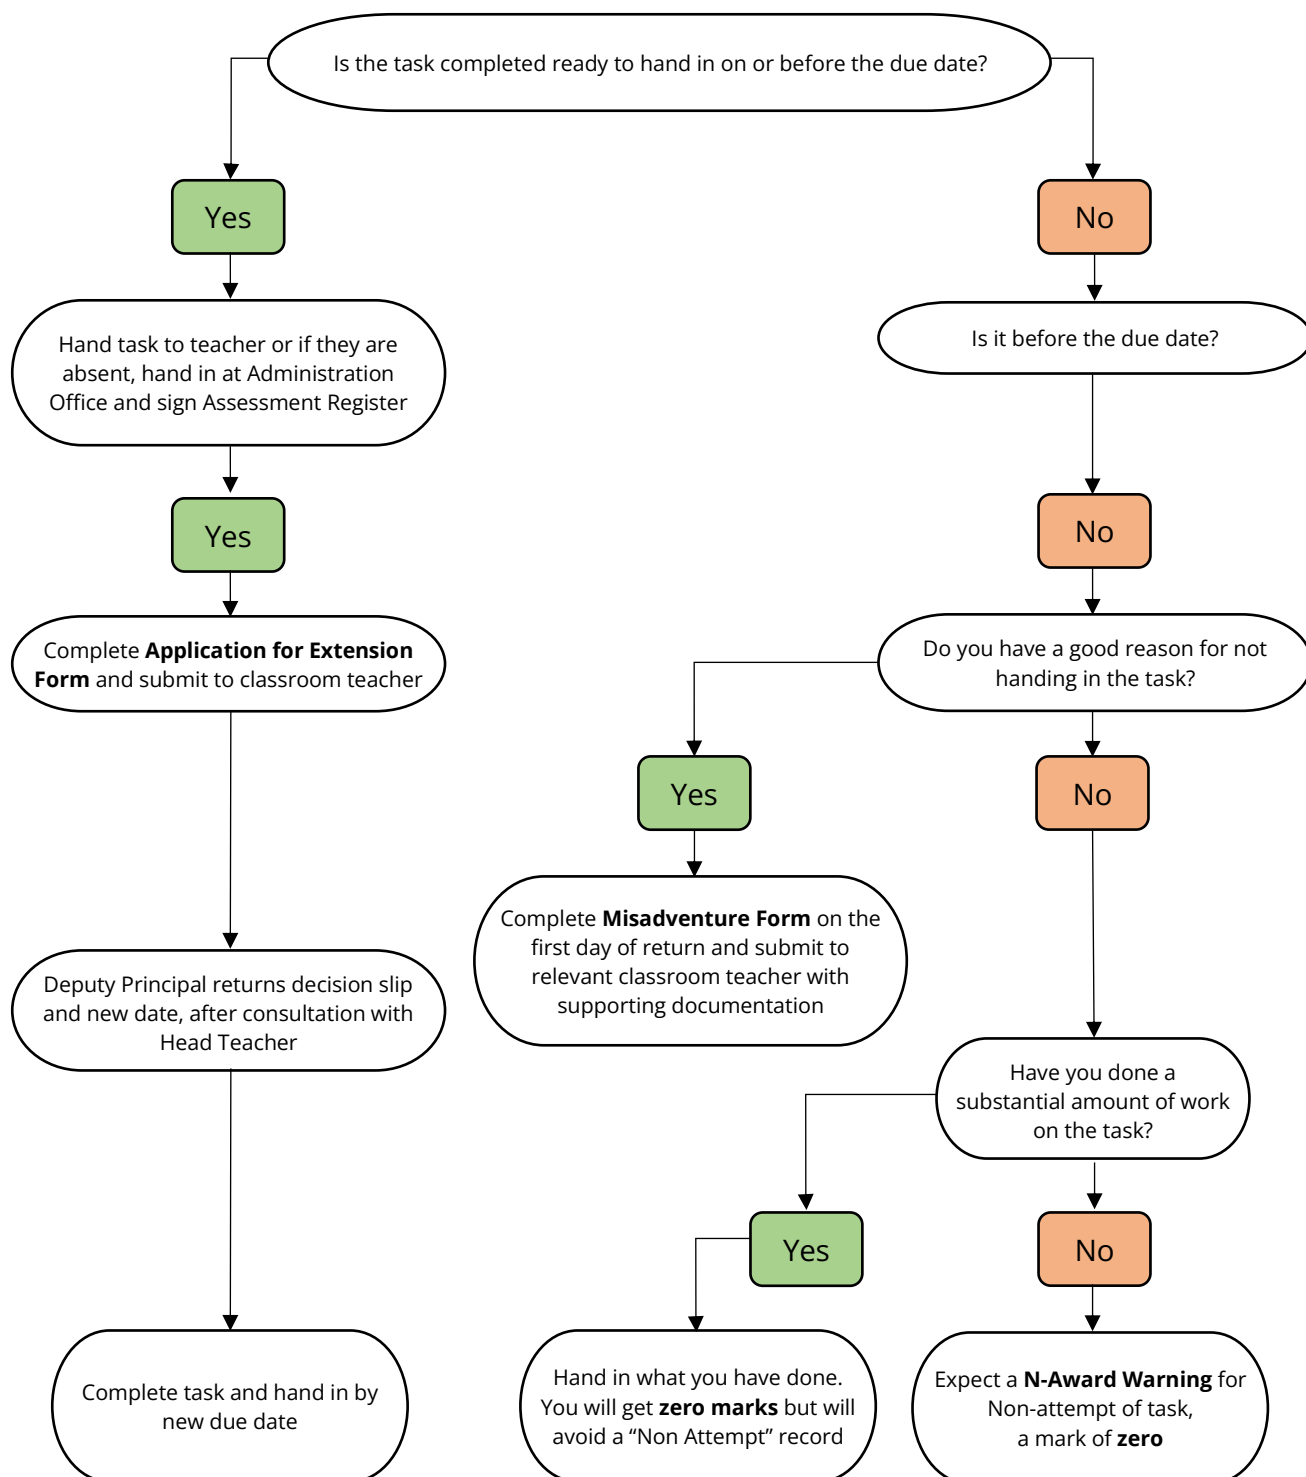 Is the task completed ready to hand in on or before the due date?
Yes
No
Hand task to teacher or if they are
absent, hand in at Administration
Office and sign Assessment Register
Is it before the due date?
Yes
No
Complete Application for Extension
Form and submit to classroom teacher
Do you have a good reason for not
handing in the task?
Yes
No
Complete Misadventure Form on the
first day of return and submit to
relevant classroom teacher with
supporting documentation
Deputy Principal returns decision slip
and new date, after consultation with
Head Teacher
Have you done a
substantial amount of work
on the task?
Yes
No
Complete task and hand in by
new due date
Hand in what you have done.
You will get zero marks but will
avoid a “Non Attempt” record
Expect a N-Award Warning for
Non-attempt of task,
a mark of zero